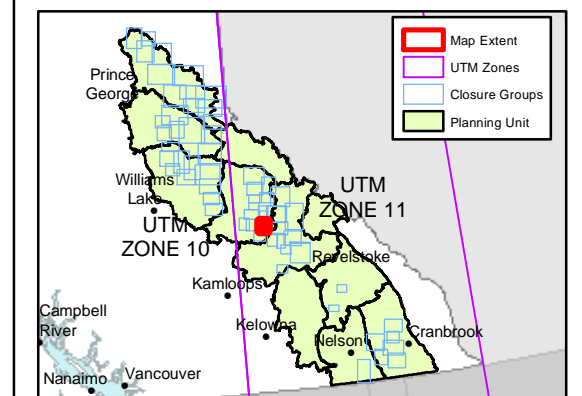 Map Extent
UTM Zones
Closure Groups
Planning Unit
Prince
George
Williams
Lake
UTM
ZONE 10
UTM
ZONE 11
Revelstoke
Kamloops
Campbell
River
Kelowna
Nelson
Cranbrook
Nanaimo
Vancouver